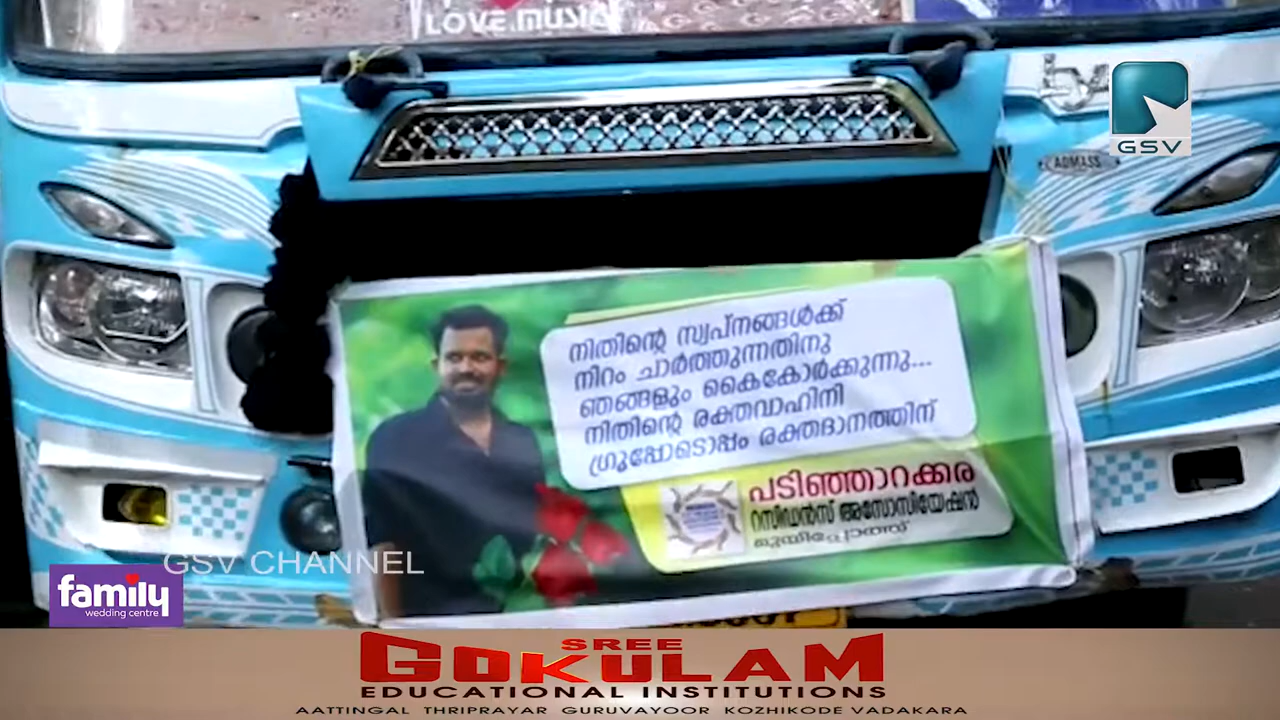 LOVE.MUSIC
GSV
CADMASS
നിതിന്റെ സ്വപ്നങ്ങൾക്ക്
നിറം ചാർത്തുന്നതിനു
ഞങ്ങളും കൈകോർക്കുന്നു...
നിതിന്റെ രക്തവാഹിനി
ഗ്രൂപ്പോടൊപ്പം രക്തദാനത്തിന്
പടിഞ്ഞാറക്കര
റസിഡൻസ് അസോസിയേഷൻ
മുയിപ്പോത്ത്
GSV CHANNEL
family
wedding centre
SREE
GOKULAM
EDUCATIONAL INSTITUTIONS
AATTINGAL THRIPRAYAR GURUVAYOOR KOZHIKODE VADAKARA